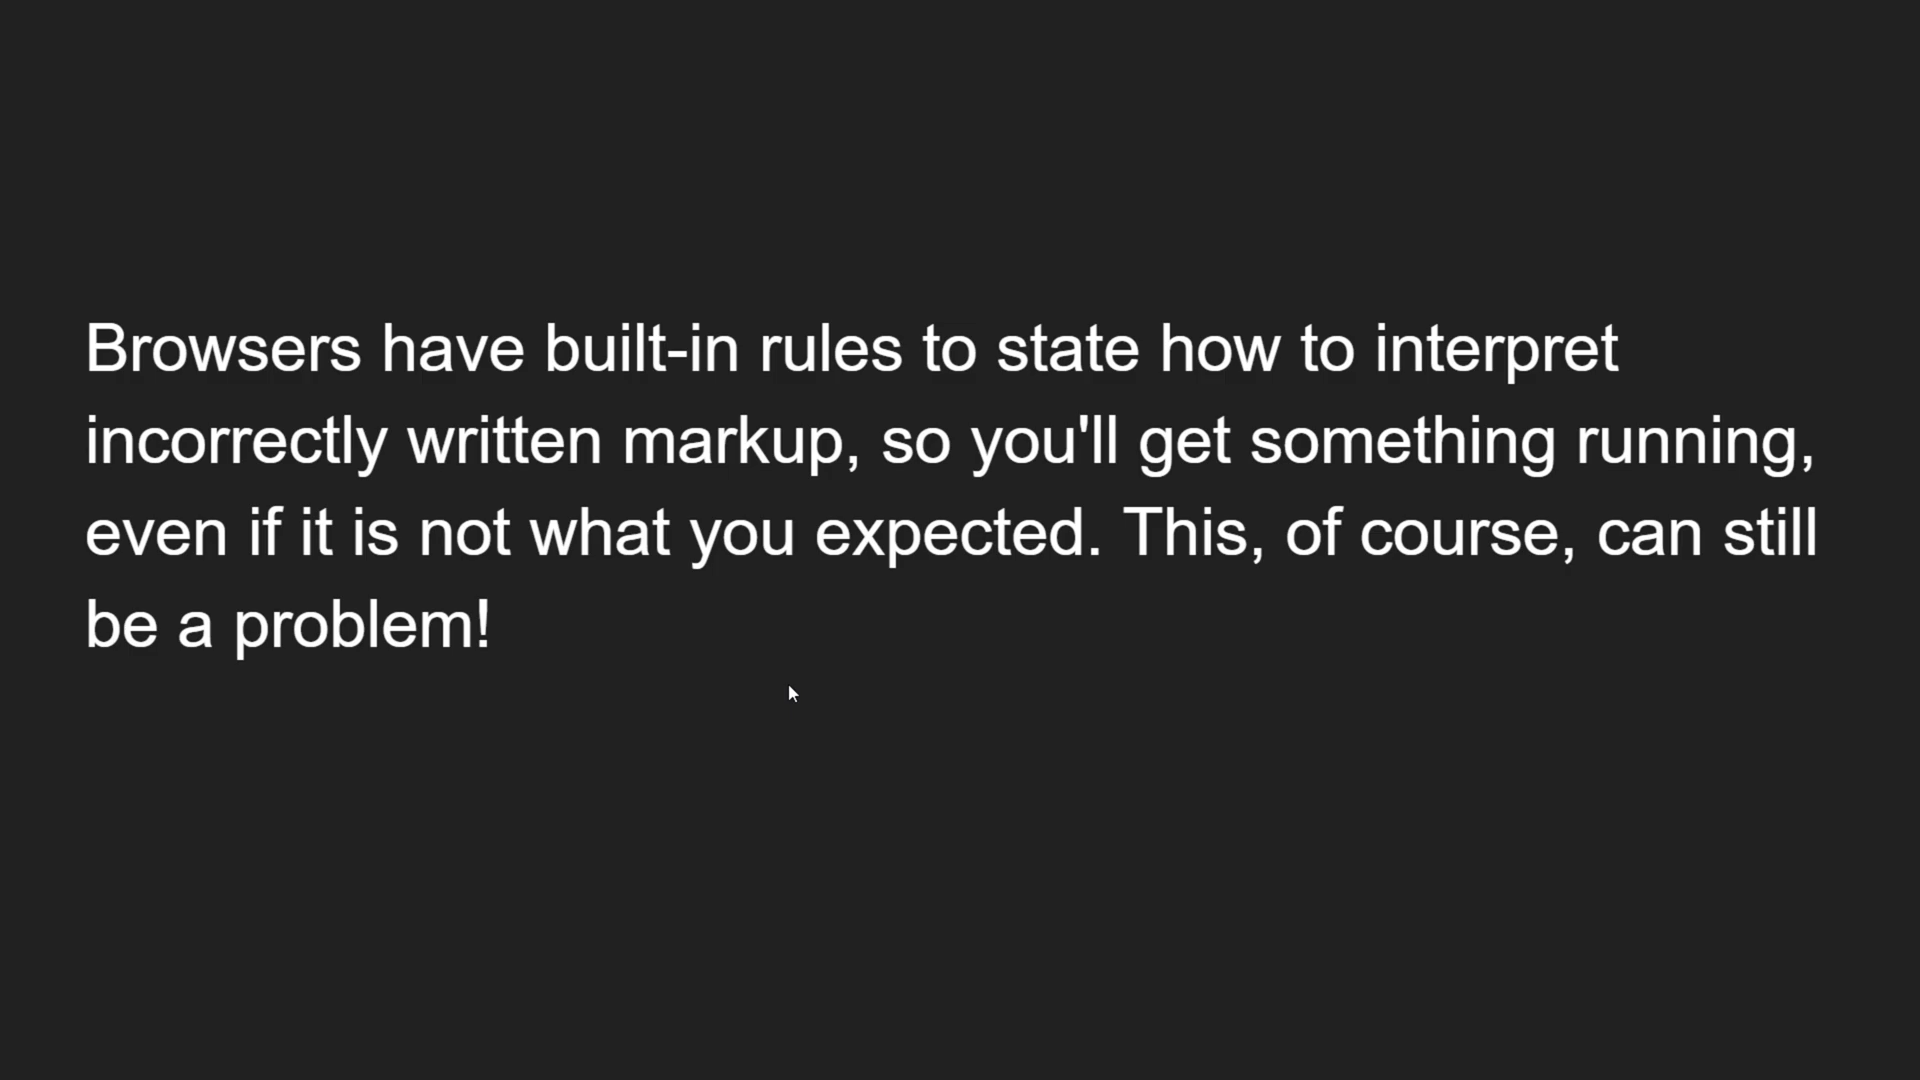 Browsers have built-in rules to state how to interpret
incorrectly written markup, so you'll get something running,
even if it is not what you expected. This, of course, can still
be a problem!